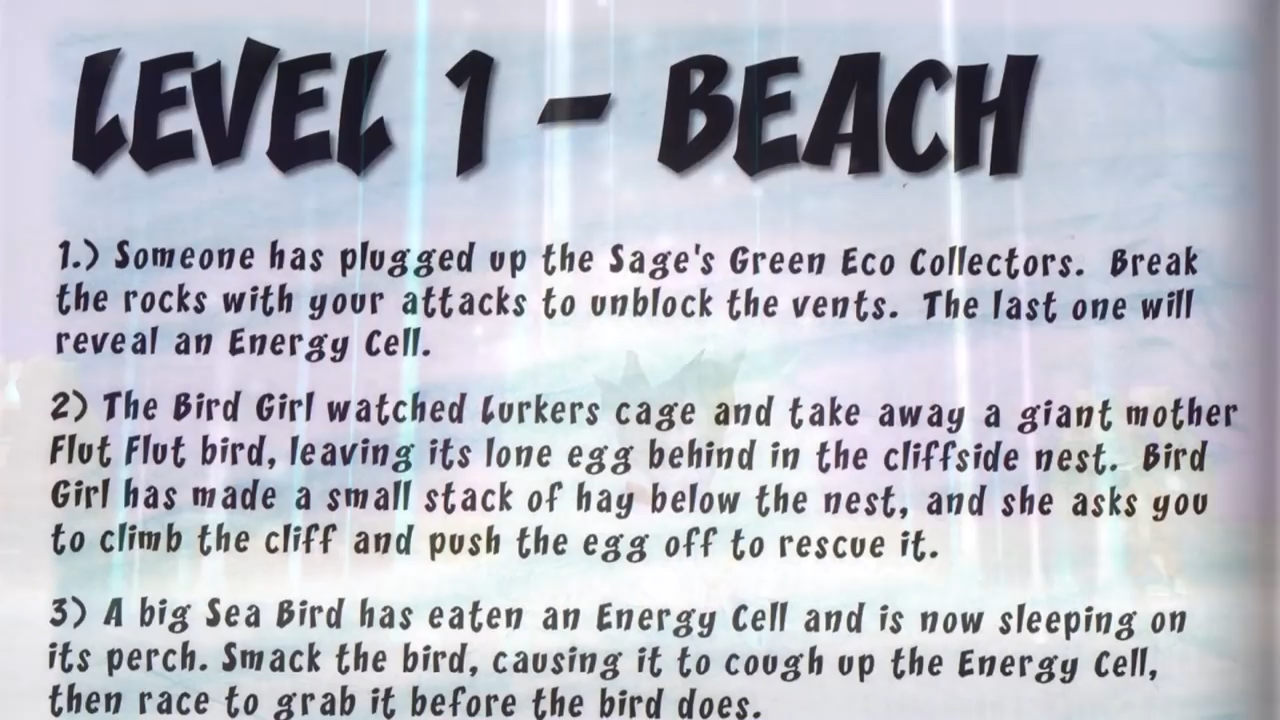 LEVEL 1 - BEACH
1.) Someone has plugged up the Sage's Green Eco Collectors. Break
the rocks with your attacks to unblock the vents. The last one will
reveal an Energy Cell.
2) The Bird Girl watched Lurkers cage and take away a giant mother
Flut Flut bird, leaving its lone egg behind in the cliffside nest. Bird
Girl has made a small stack of hay below the nest, and she asks you
to climb the cliff and push the egg off to rescue it.
3) A big Sea Bird has eaten an Energy Cell and is now sleeping on
its perch. Smack the bird, causing it to cough up the Energy Cell,
then race to grab it before the bird does.